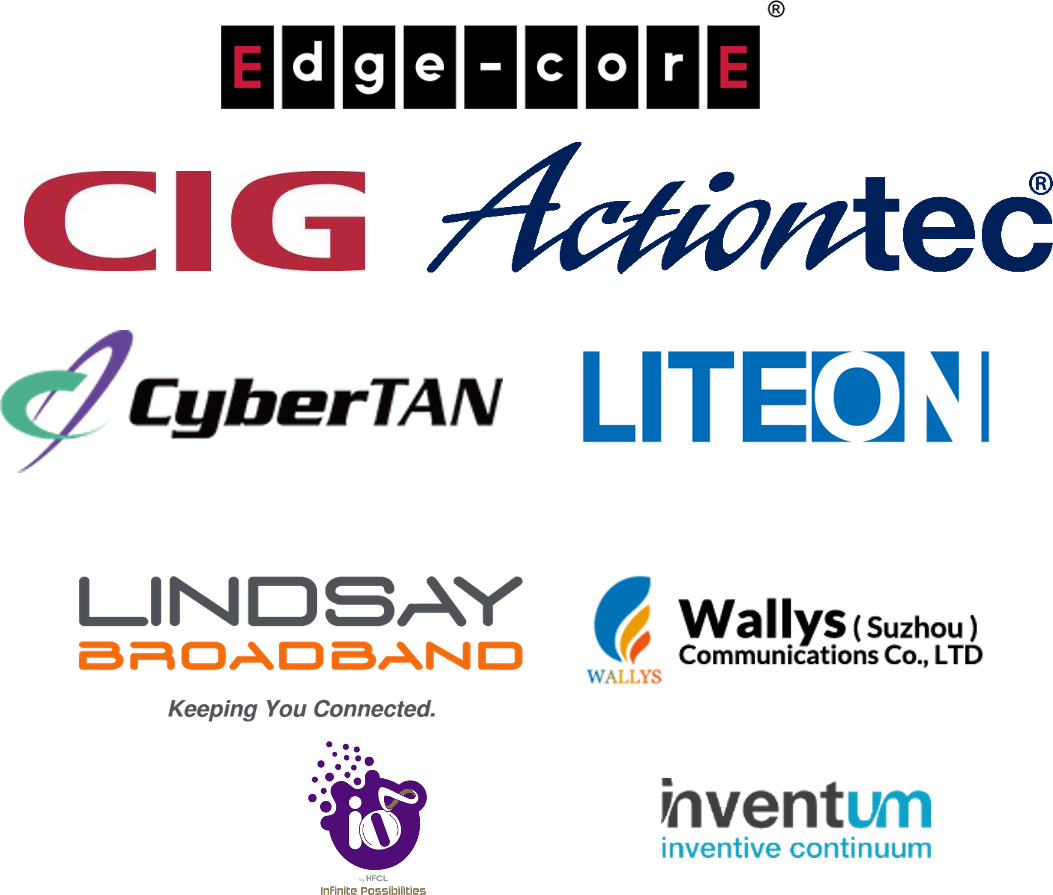 Edge-corE®
CIG
Actiontec®
CyberTAN
LITEON
LINDSAY
BROADBAND
Keeping You Connected.
WALLYS
Wallys (Suzhou)
Communications Co., LTD
io
by HFCL
Infinite Possibilities
inventum
inventive continuum